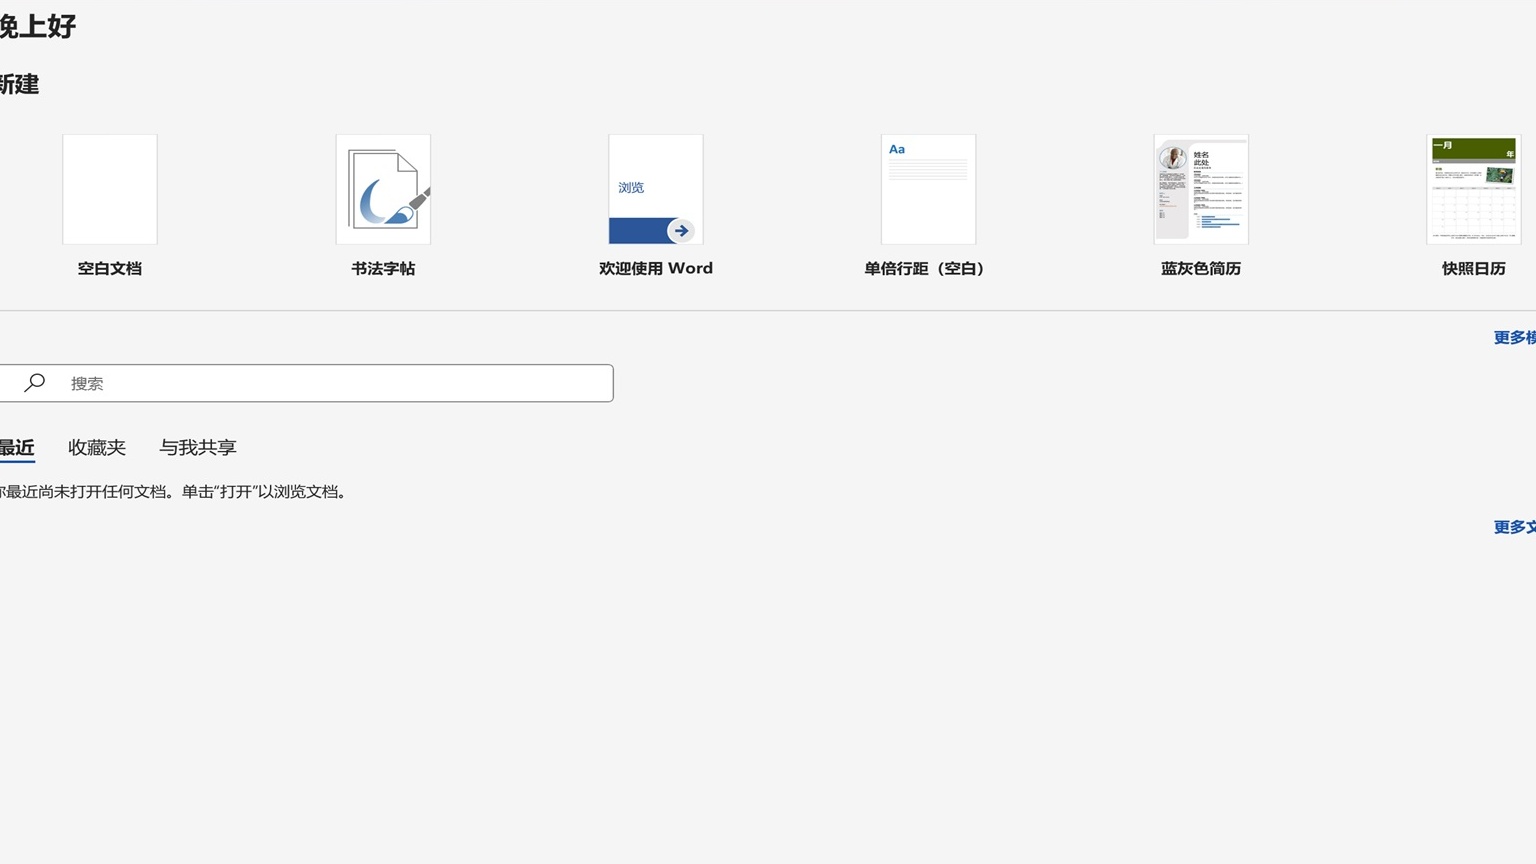 晚上好
新建
Aa
浏览
姓名
此处
一月
年
空白文档
书法字帖
欢迎使用 Word
单倍行距（空白）
蓝灰色简历
快照日历
更多模
搜索
最近
收藏夹
与我共享
你最近尚未打开任何文档。单击“打开”以浏览文档。
更多文